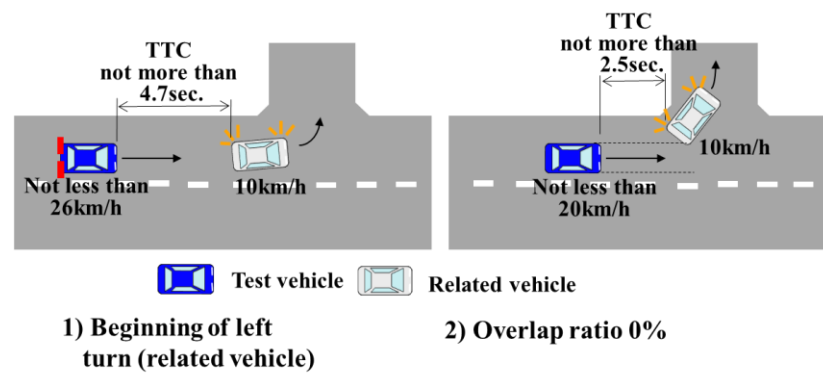 TTC
not more than
4.7sec.
Not less than
26km/h
10km/h
TTC
not more than
2.5sec.
10km/h
Not less than
20km/h
Test vehicle
Related vehicle
1) Beginning of left
turn (related vehicle)
2) Overlap ratio 0%